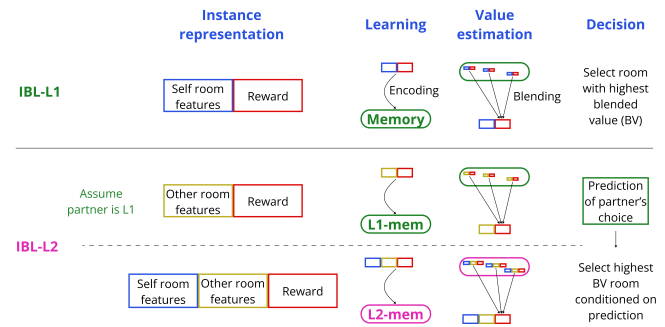 Instance
representation
Learning
Value
estimation
Decision
IBL-L1
Self room
features
Reward
Encoding
Memory
Blending
Select room
with highest
blended
value (BV)
Assume
partner is L1
Other room
features
Reward
L1-mem
Prediction
of partner's
choice
IBL-L2
Self room
features
Other room
features
Reward
L2-mem
Select highest
BV room
conditioned on
prediction